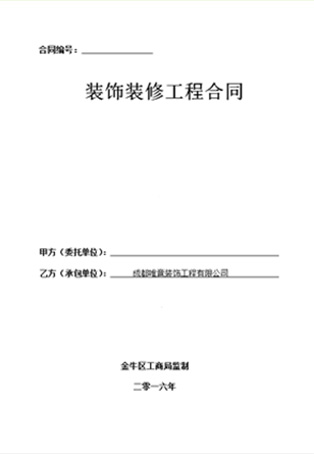 合同编号：
装饰装修工程合同
甲方（委托单位）：
乙方（承包单位）： 成都唯意装饰工程有限公司
金牛区工商局监制
二零一六年